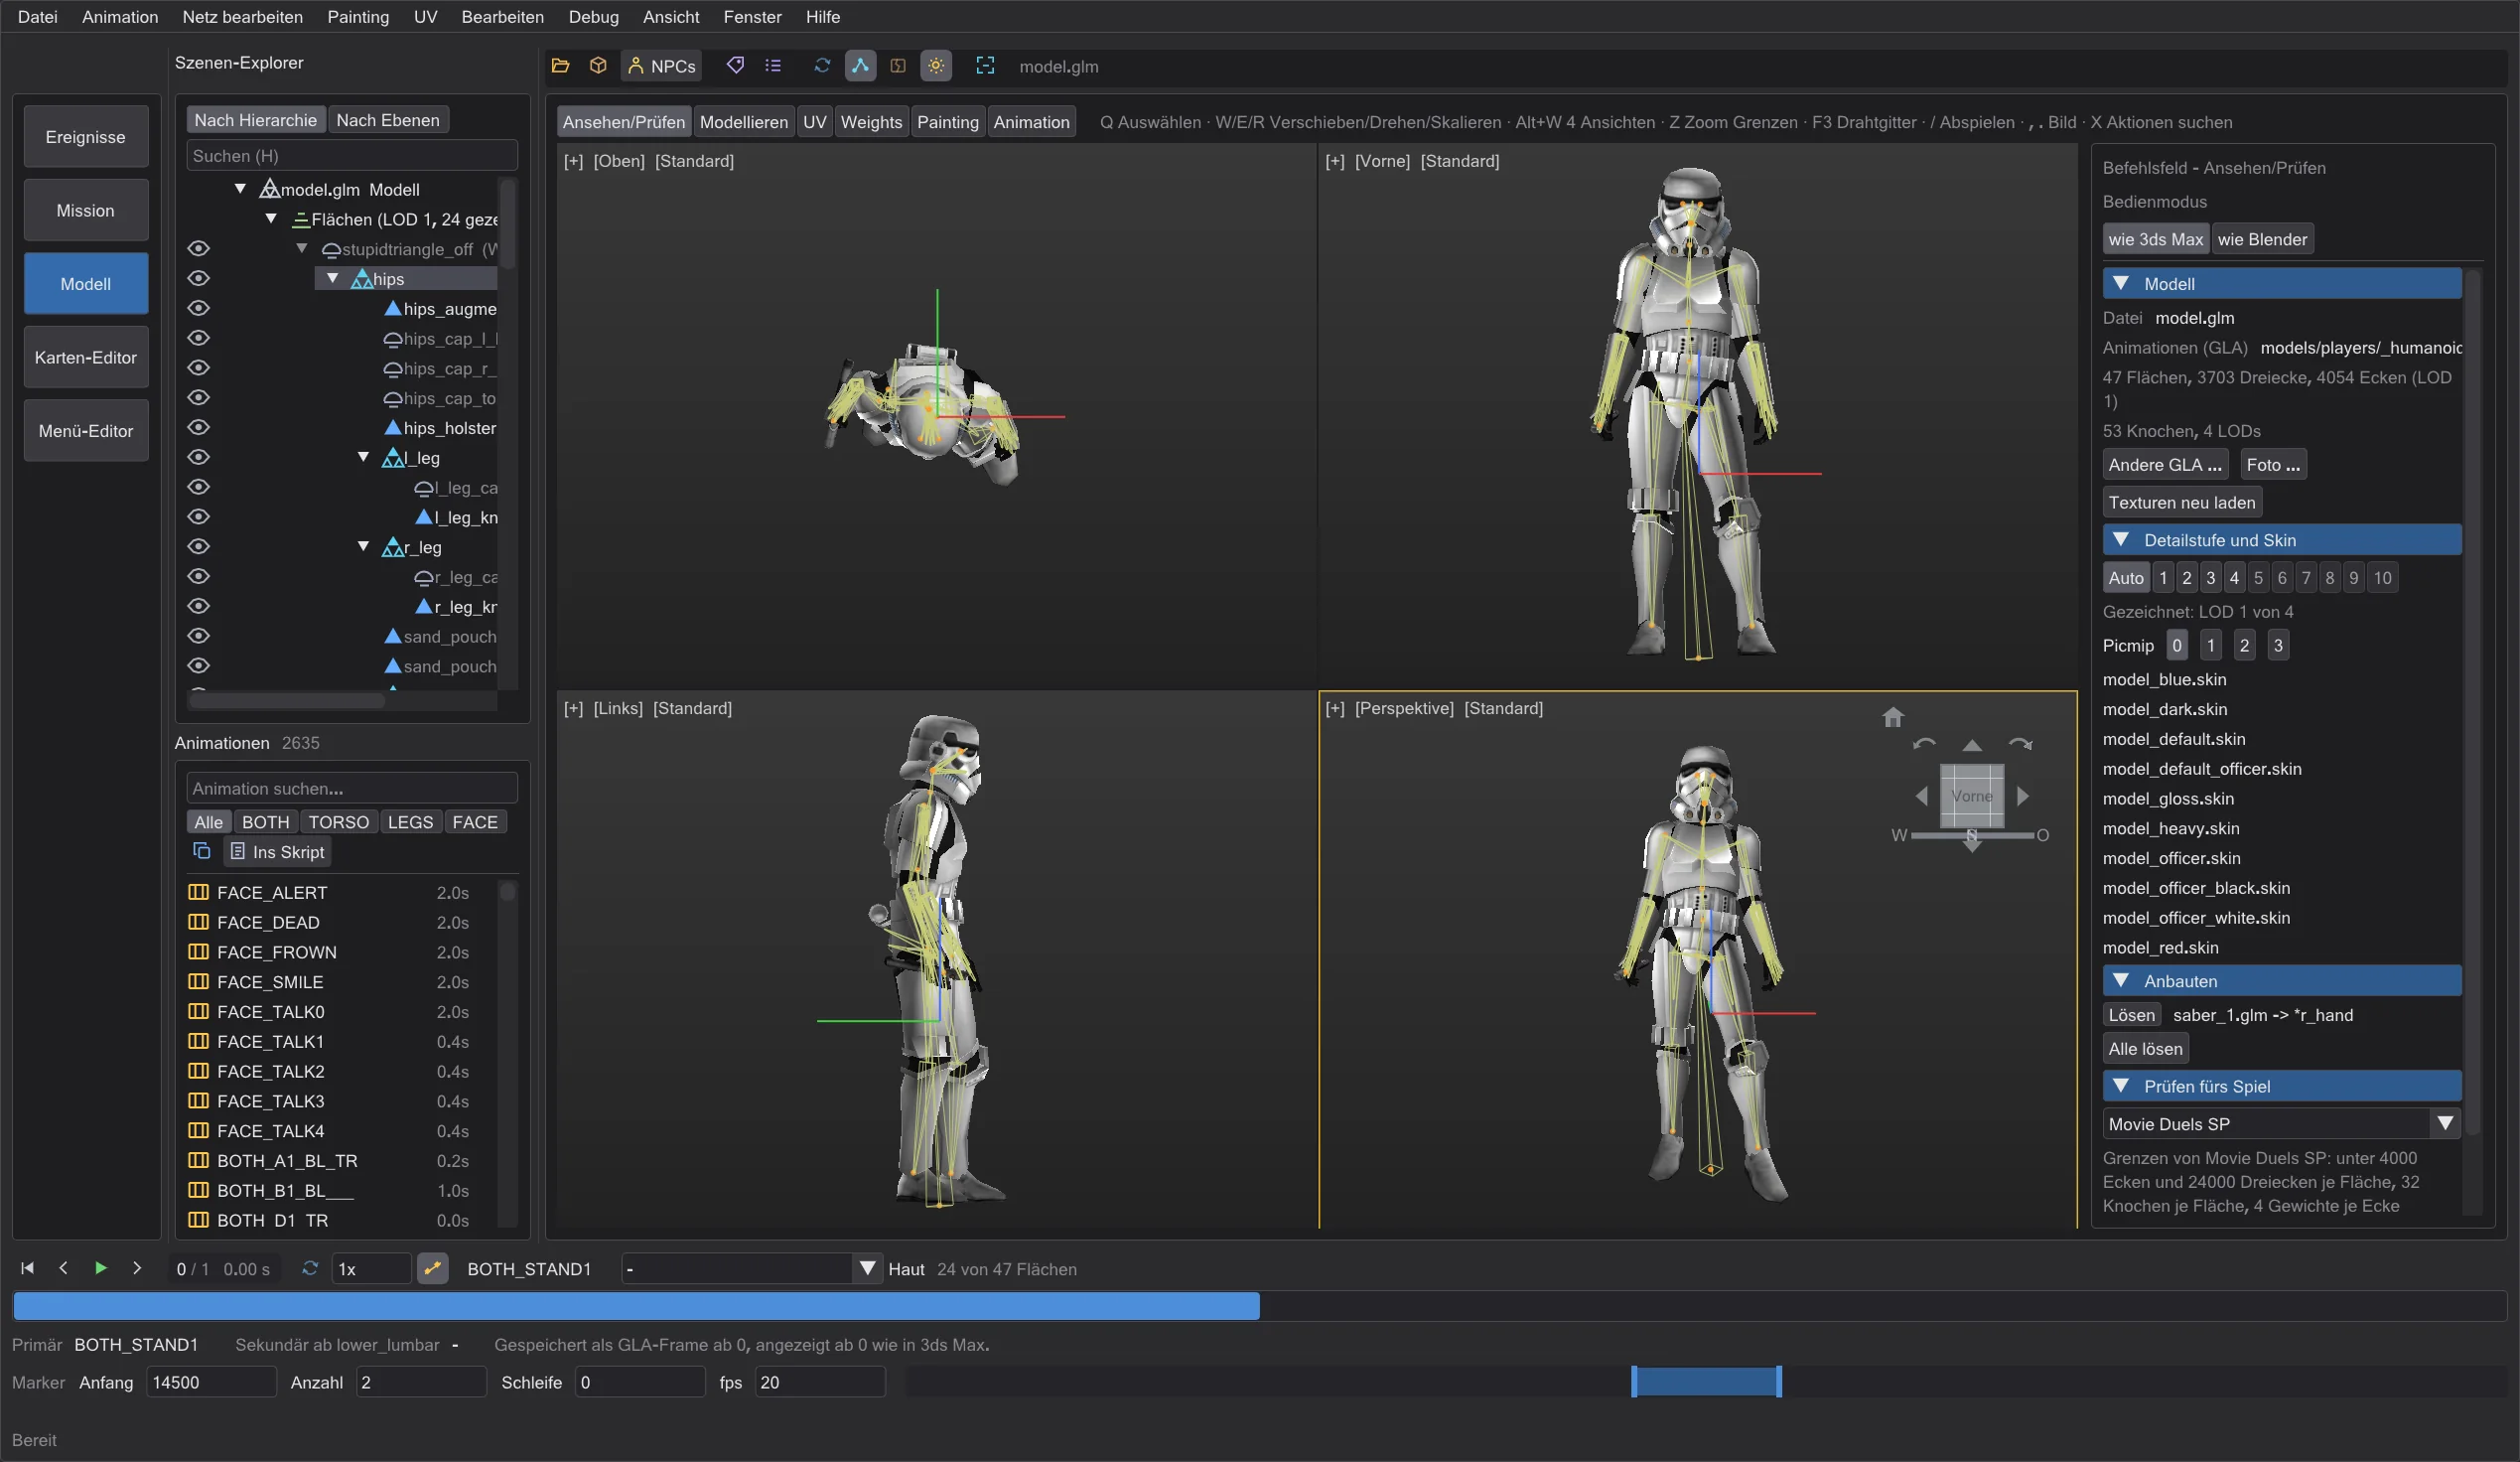 Datei Animation Netz bearbeiten Painting UV Bearbeiten Debug Ansicht Fenster Hilfe
Szenen-Explorer
NPCs model.glm
Ereignisse
Mission
Modell
Karten-Editor
Menü-Editor
Nach Hierarchie Nach Ebenen
Suchen (H)
model.glm Modell
Flächen (LOD 1, 24 geze
stupidtriangle_off (W
hips
hips_augme
hips_cap_l_l
hips_cap_r_
hips_cap_to
hips_holster
l_leg
l_leg_ca
l_leg_kn
r_leg
r_leg_ca
r_leg_kr
sand_pouch
sand_pouch
Animationen 2635
Animation suchen...
Alle BOTH TORSO LEGS FACE
Ins Skript
FACE_ALERT 2.0s
FACE_DEAD 2.0s
FACE_FROWN 2.0s
FACE_SMILE 2.0s
FACE_TALK0 2.0s
FACE_TALK1 0.4s
FACE_TALK2 0.4s
FACE_TALK3 0.4s
FACE_TALK4 0.4s
BOTH_A1_BL_TR 0.2s
BOTH_B1_BL___ 1.0s
BOTH_D1_TR 0.0s
Ansehen/Prüfen Modellieren UV Weights Painting Animation Q Auswählen · W/E/R Verschieben/Drehen/Skalieren · Alt+W 4 Ansichten · Z Zoom Grenzen · F3 Drahtgitter · / Abspielen · , . Bild · X Aktionen suchen
[+] [Oben] [Standard]
[+] [Vorne] [Standard]
[+] [Links] [Standard]
[+] [Perspektive] [Standard]
Vorne
W S O
Befehlsfeld - Ansehen/Prüfen
Bedienmodus
wie 3ds Max wie Blender
Modell
Datei model.glm
Animationen (GLA) models/players/_humanoid
47 Flächen, 3703 Dreiecke, 4054 Ecken (LOD
1)
53 Knochen, 4 LODs
Andere GLA ... Foto ...
Texturen neu laden
Detailstufe und Skin
Auto 1 2 3 4 5 6 7 8 9 10
Gezeichnet: LOD 1 von 4
Picmip 0 1 2 3
model_blue.skin
model_dark.skin
model_default.skin
model_default_officer.skin
model_gloss.skin
model_heavy.skin
model_officer.skin
model_officer_black.skin
model_officer_white.skin
model_red.skin
Anbauten
Lösen saber_1.glm -> *r_hand
Alle lösen
Prüfen fürs Spiel
Movie Duels SP
Grenzen von Movie Duels SP: unter 4000
Ecken und 24000 Dreiecken je Fläche, 32
Knochen je Fläche, 4 Gewichte je Ecke
0 / 1 0.00 s 1x BOTH_STAND1 - Haut 24 von 47 Flächen
Primär BOTH_STAND1 Sekundär ab lower_lumbar - Gespeichert als GLA-Frame ab 0, angezeigt ab 0 wie in 3ds Max.
Marker Anfang 14500 Anzahl 2 Schleife 0 fps 20
Bereit